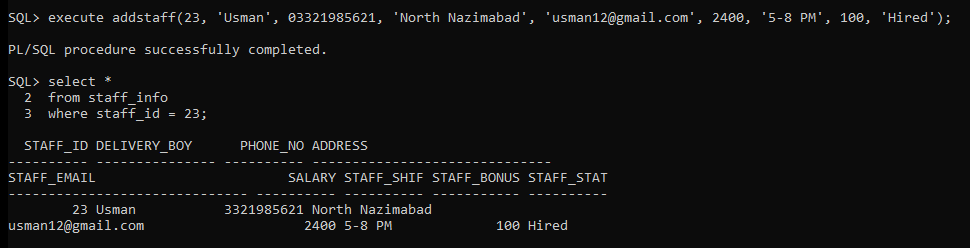 SQL> execute addstaff(23, 'Usman', 03321985621, 'North Nazimabad', 'usman12@gmail.com', 2400, '5-8 PM', 100, 'Hired');
PL/SQL procedure successfully completed.
SQL> select *
  2  from staff_info
  3  where staff_id = 23;
  STAFF_ID DELIVERY_BOY      PHONE_NO ADDRESS
---------- --------------- ---------- ------------------------------
STAFF_EMAIL                        SALARY STAFF_SHIF STAFF_BONUS STAFF_STAT
------------------------------ ---------- ---------- ----------- ----------
        23 Usman           3321985621 North Nazimabad
usman12@gmail.com                    2400 5-8 PM             100 Hired